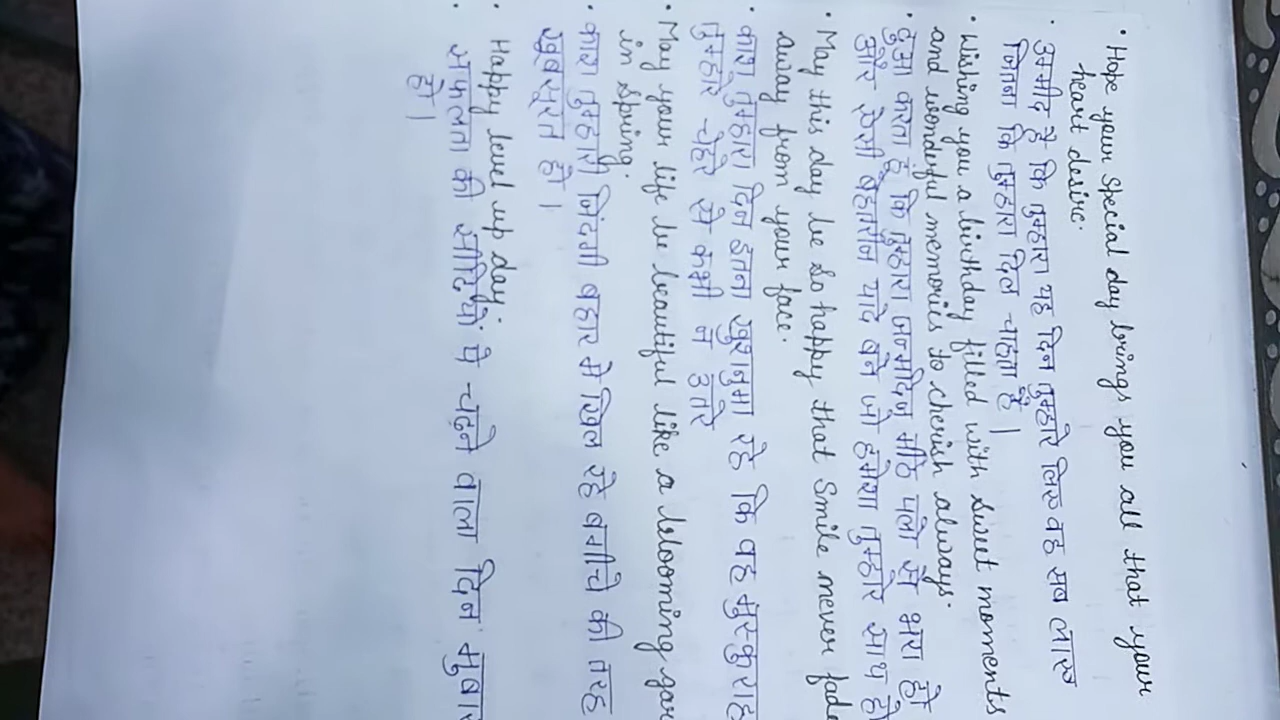 • Hope your special day brings you all that your
heart desire.
• उम्मीद है कि तुम्हारा यह दिन तुम्हारे लिए वह सब लाए
जितना कि तुम्हारा दिल चाहता है।
• Wishing you a birthday filled with sweet moments
and wonderful memories to cherish always.
• दुआ करता हूँ कि तुम्हारा जन्मदिन मीठे पलो से भरा हो
और ऐसी बेहतरीन यादे बने जो हमेशा तुम्हारे साथ हो
• May this day be so happy that smile never fade
away from your face.
• काश तुम्हारा दिन इतना खुशनुमा रहे कि वह
तुम्हारे चेहरे से कभी न उतरे
• May your life be beautiful like a blooming
in spring.
• काश तुम्हारी जिंदगी बहार मे खिल रहे बगीचे की तरह
खूबसूरत हो।
• Happy level up day.
• सफलता की सीढियों पे चढ़ने वाला दिन
हो।